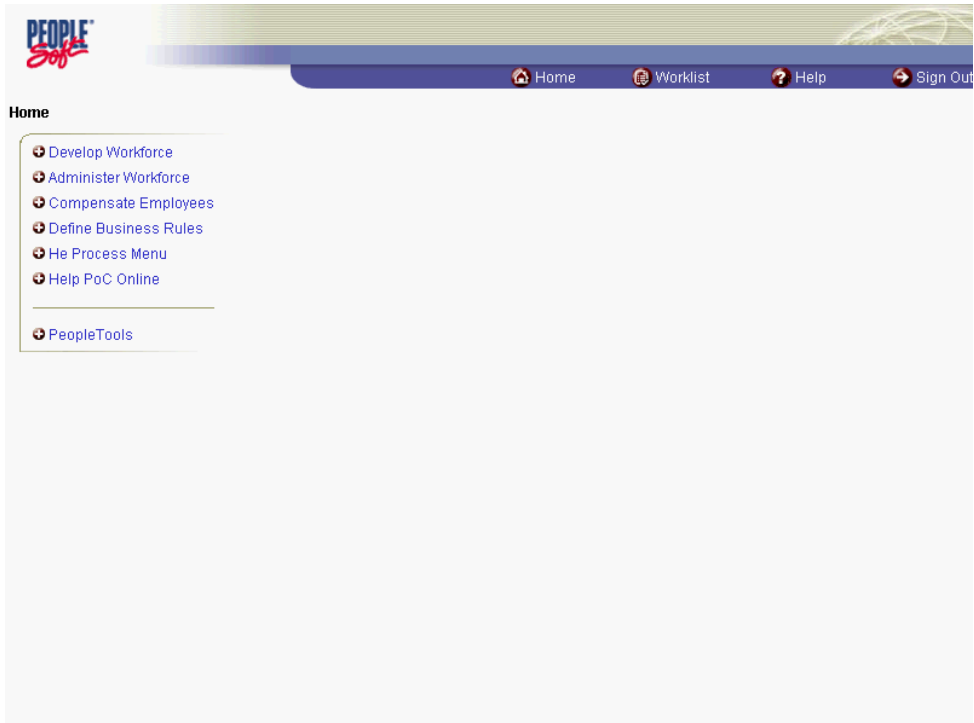 PEOPLE
Soft
Home Worklist Help Sign Out
Home
Develop Workforce
Administer Workforce
Compensate Employees
Define Business Rules
He Process Menu
Help PoC Online
PeopleTools